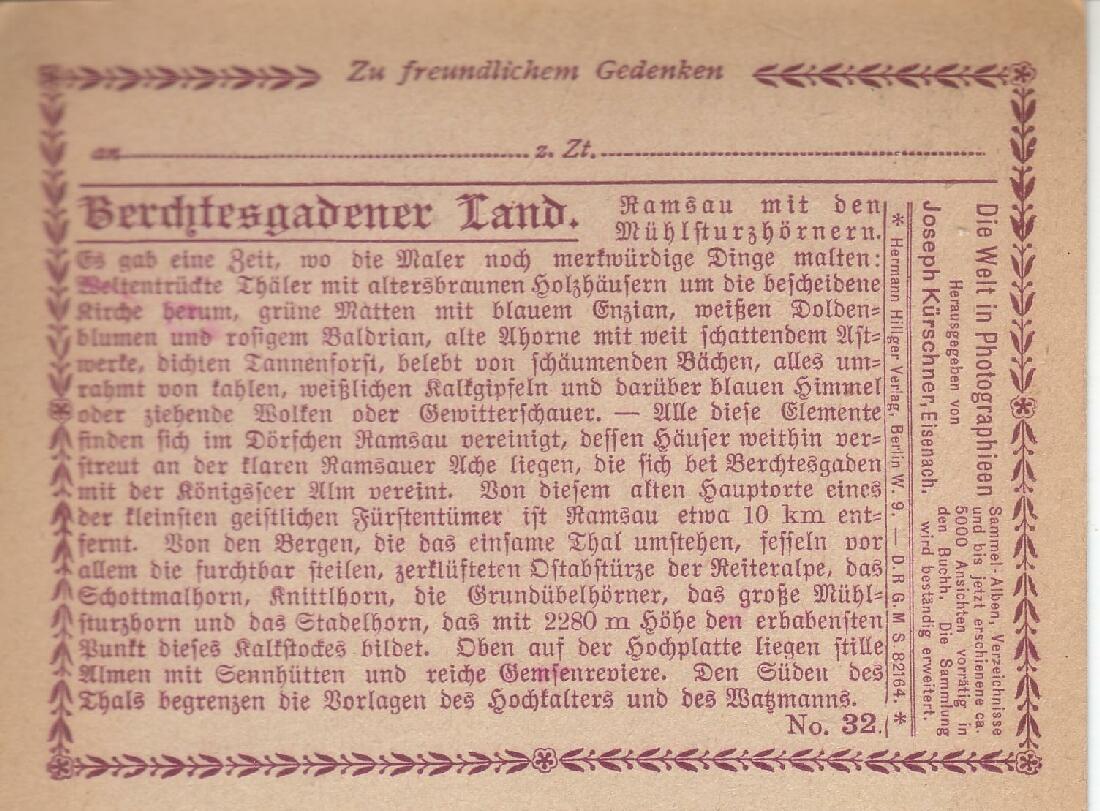 Zu freundlichem Gedenken
an z. Zt.
Berchtesgadener Land.
Ramsau mit den
Mühlsturzhörnern.
Es gab eine Zeit, wo die Maler noch merkwürdige Dinge malten:
Weltentrückte Thäler mit altersbraunen Holzhäusern um die bescheidene
Kirche herum, grüne Matten mit blauem Enzian, weißen Dolden-
blumen und rosigem Baldrian, alte Ahorne mit weit schattendem Ast-
werke, dichten Tannenforst, belebt von schäumenden Bächen, alles um-
rahmt von kahlen, weißlichen Kalkgipfeln und darüber blauen Himmel
oder ziehende Wolken oder Gewitterschauer. — Alle diese Elemente
finden sich im Dörfchen Ramsau vereinigt, dessen Häuser weithin ver-
streut an der klaren Ramsauer Ache liegen, die sich bei Berchtesgaden
mit der Königsseer Alm vereint. Von diesem alten Hauptorte eines
der kleinsten geistlichen Fürstentümer ist Ramsau etwa 10 km ent-
fernt. Von den Bergen, die das einsame Thal umstehen, fesseln vor
allem die furchtbar steilen, zerklüfteten Ostabstürze der Reiteralpe, das
Schottmalhorn, Knittlhorn, die Grundübelhörner, das große Mühl-
sturzhorn und das Stadelhorn, das mit 2280 m Höhe den erhabensten
Punkt dieses Kalkstockes bildet. Oben auf der Hochplatte liegen stille
Almen mit Sennhütten und reiche Gemsenreviere. Den Süden des
Thals begrenzen die Vorlagen des Hochkalters und des Watzmanns.
No. 32.
Die Welt in Photographieen
Herausgegeben von
Joseph Kürschner, Eisenach.
Sammel-Alben, Verzeichnisse
und bis jetzt erschienene ca.
5000 Ansichten vorrätig in
den Buchh. Die Sammlung
wird beständig erweitert.
* Hermann Hillger Verlag, Berlin W. 9. — D. R. G. M. S. 82164. *